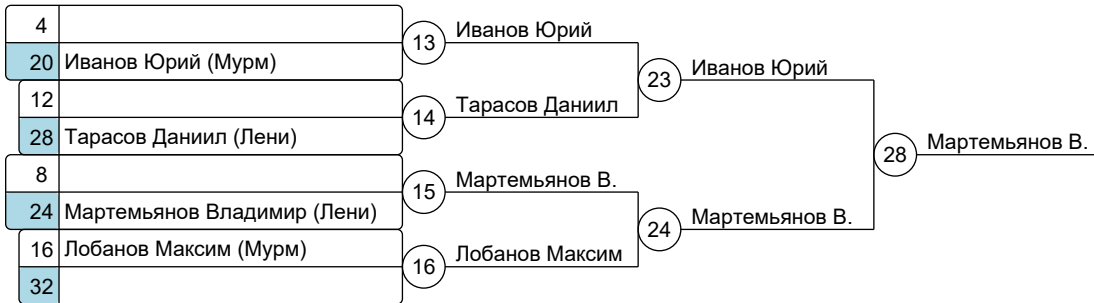 4
20 Иванов Юрий (Мурм)
12
28 Тарасов Даниил (Лени)
8
24 Мартемьянов Владимир (Лени)
16 Лобанов Максим (Мурм)
32
13 Иванов Юрий
14 Тарасов Даниил
15 Мартемьянов В.
16 Лобанов Максим
23 Иванов Юрий
24 Мартемьянов В.
28 Мартемьянов В.